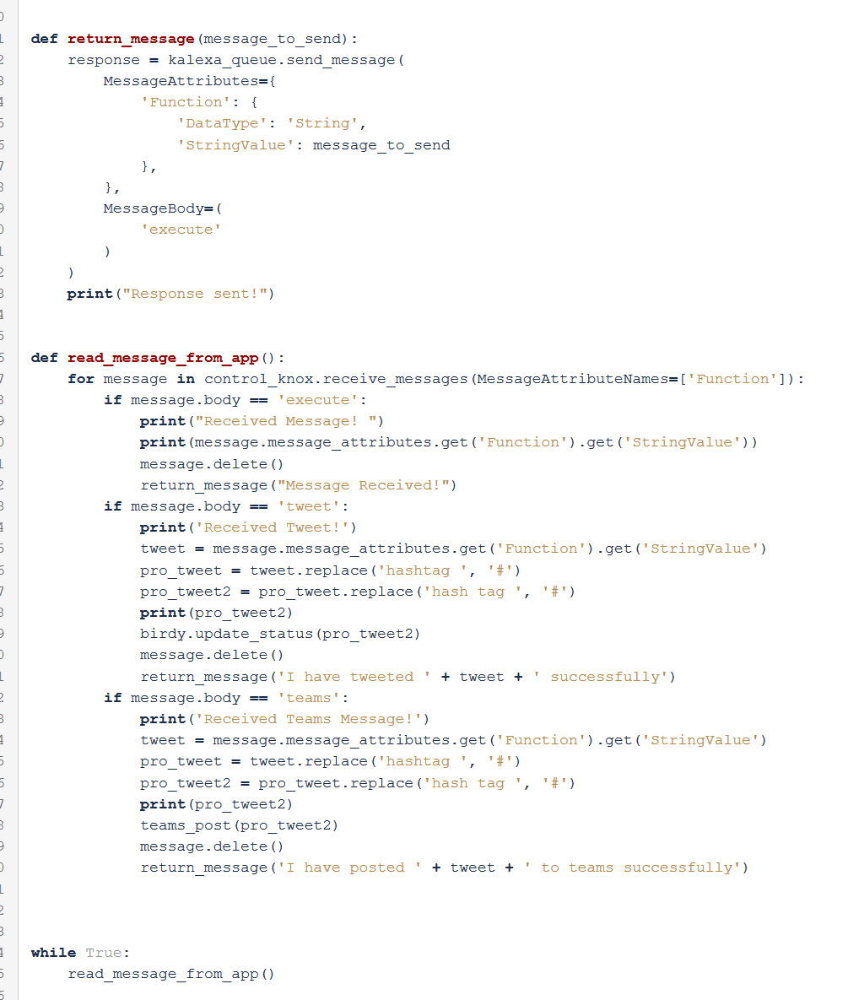 def return_message(message_to_send):
    response = kalexa_queue.send_message(
        MessageAttributes={
            'Function': {
                'DataType': 'String',
                'StringValue': message_to_send
            },
        },
        MessageBody=(
            'execute'
        )
    )
    print("Response sent!")
def read_message_from_app():
    for message in control_knox.receive_messages(MessageAttributeNames=['Function']):
        if message.body == 'execute':
            print("Received Message! ")
            print(message.message_attributes.get('Function').get('StringValue'))
            message.delete()
            return_message("Message Received!")
        if message.body == 'tweet':
            print('Received Tweet!')
            tweet = message.message_attributes.get('Function').get('StringValue')
            pro_tweet = tweet.replace('hashtag ', '#')
            pro_tweet2 = pro_tweet.replace('hash tag ', '#')
            print(pro_tweet2)
            birdy.update_status(pro_tweet2)
            message.delete()
            return_message('I have tweeted ' + tweet + ' successfully')
        if message.body == 'teams':
            print('Received Teams Message!')
            tweet = message.message_attributes.get('Function').get('StringValue')
            pro_tweet = tweet.replace('hashtag ', '#')
            pro_tweet2 = pro_tweet.replace('hash tag ', '#')
            print(pro_tweet2)
            teams_post(pro_tweet2)
            message.delete()
            return_message('I have posted ' + tweet + ' to teams successfully')
while True:
    read_message_from_app()